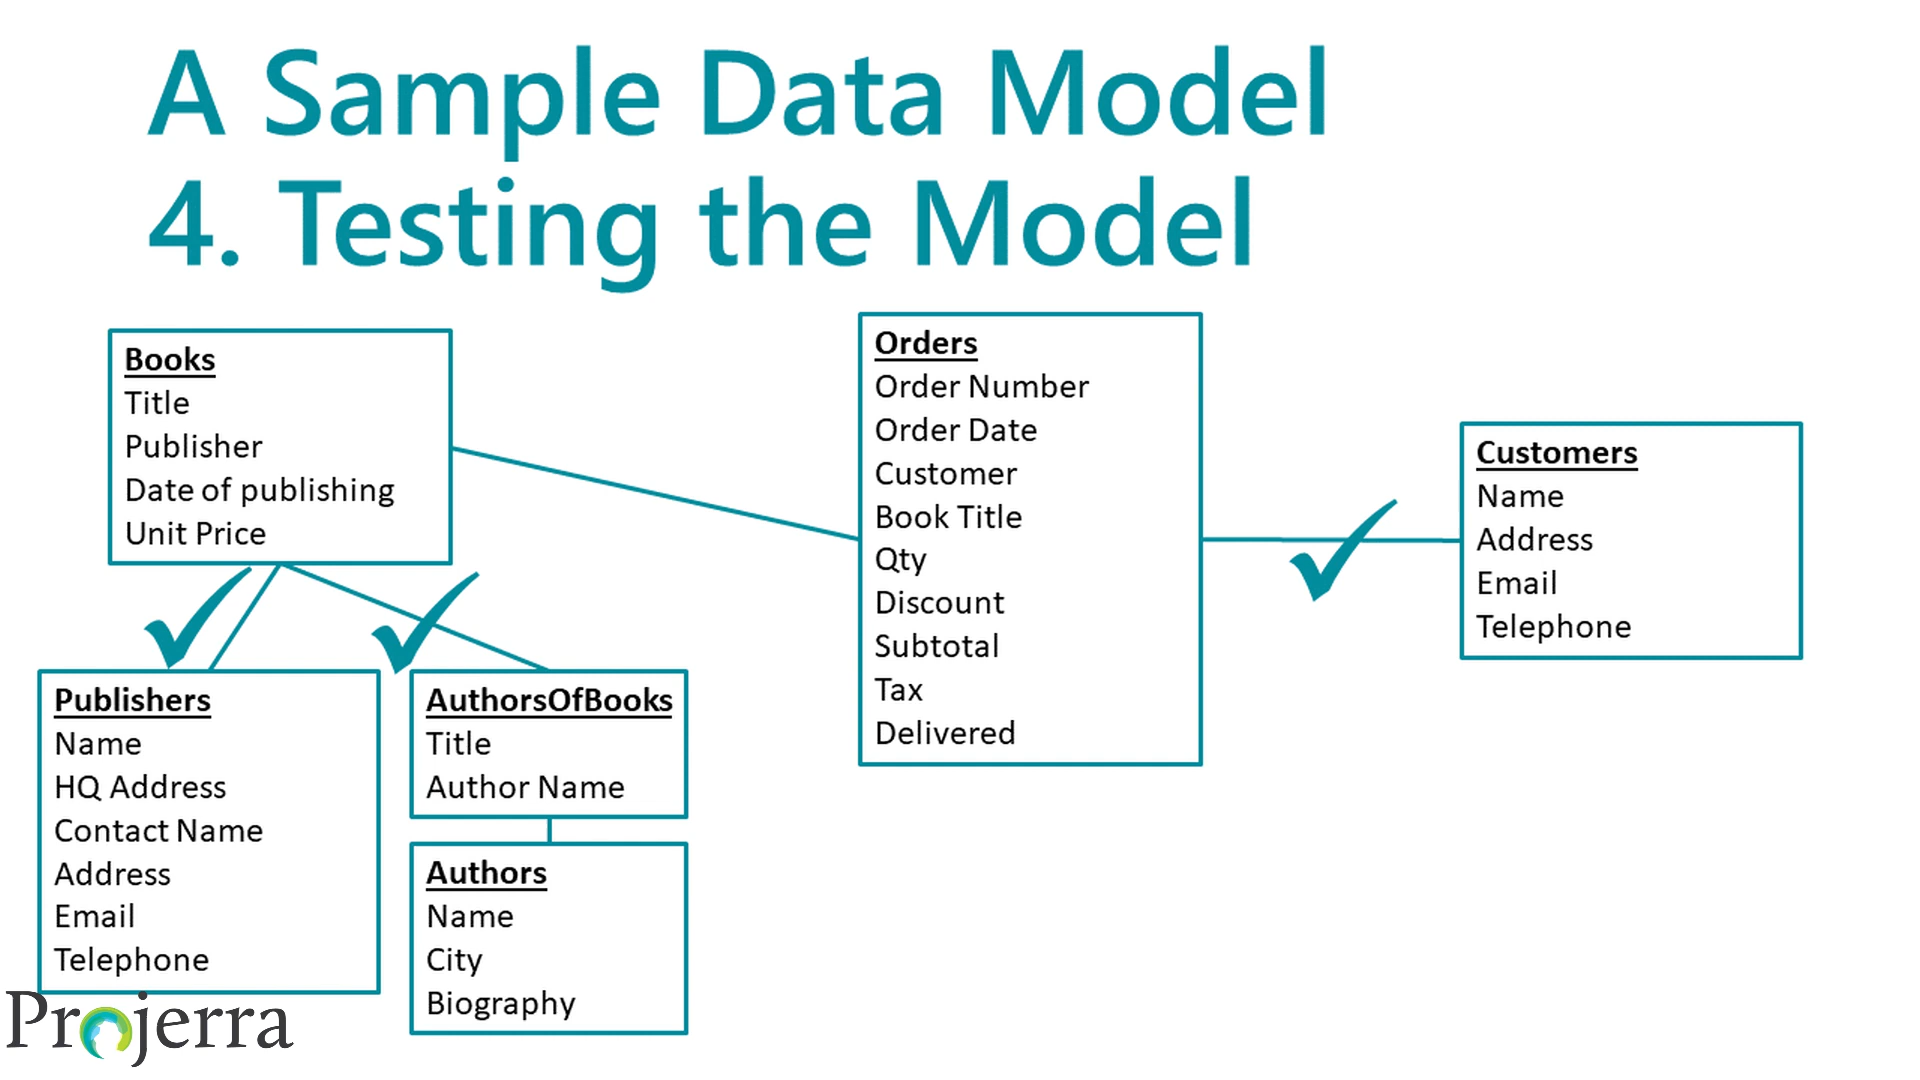 A Sample Data Model
4. Testing the Model
Books
Title
Publisher
Date of publishing
Unit Price
Orders
Order Number
Order Date
Customer
Book Title
Qty
Discount
Subtotal
Tax
Delivered
Customers
Name
Address
Email
Telephone
Publishers
Name
HQ Address
Contact Name
Address
Email
Telephone
AuthorsOfBooks
Title
Author Name
Authors
Name
City
Biography
Projerra